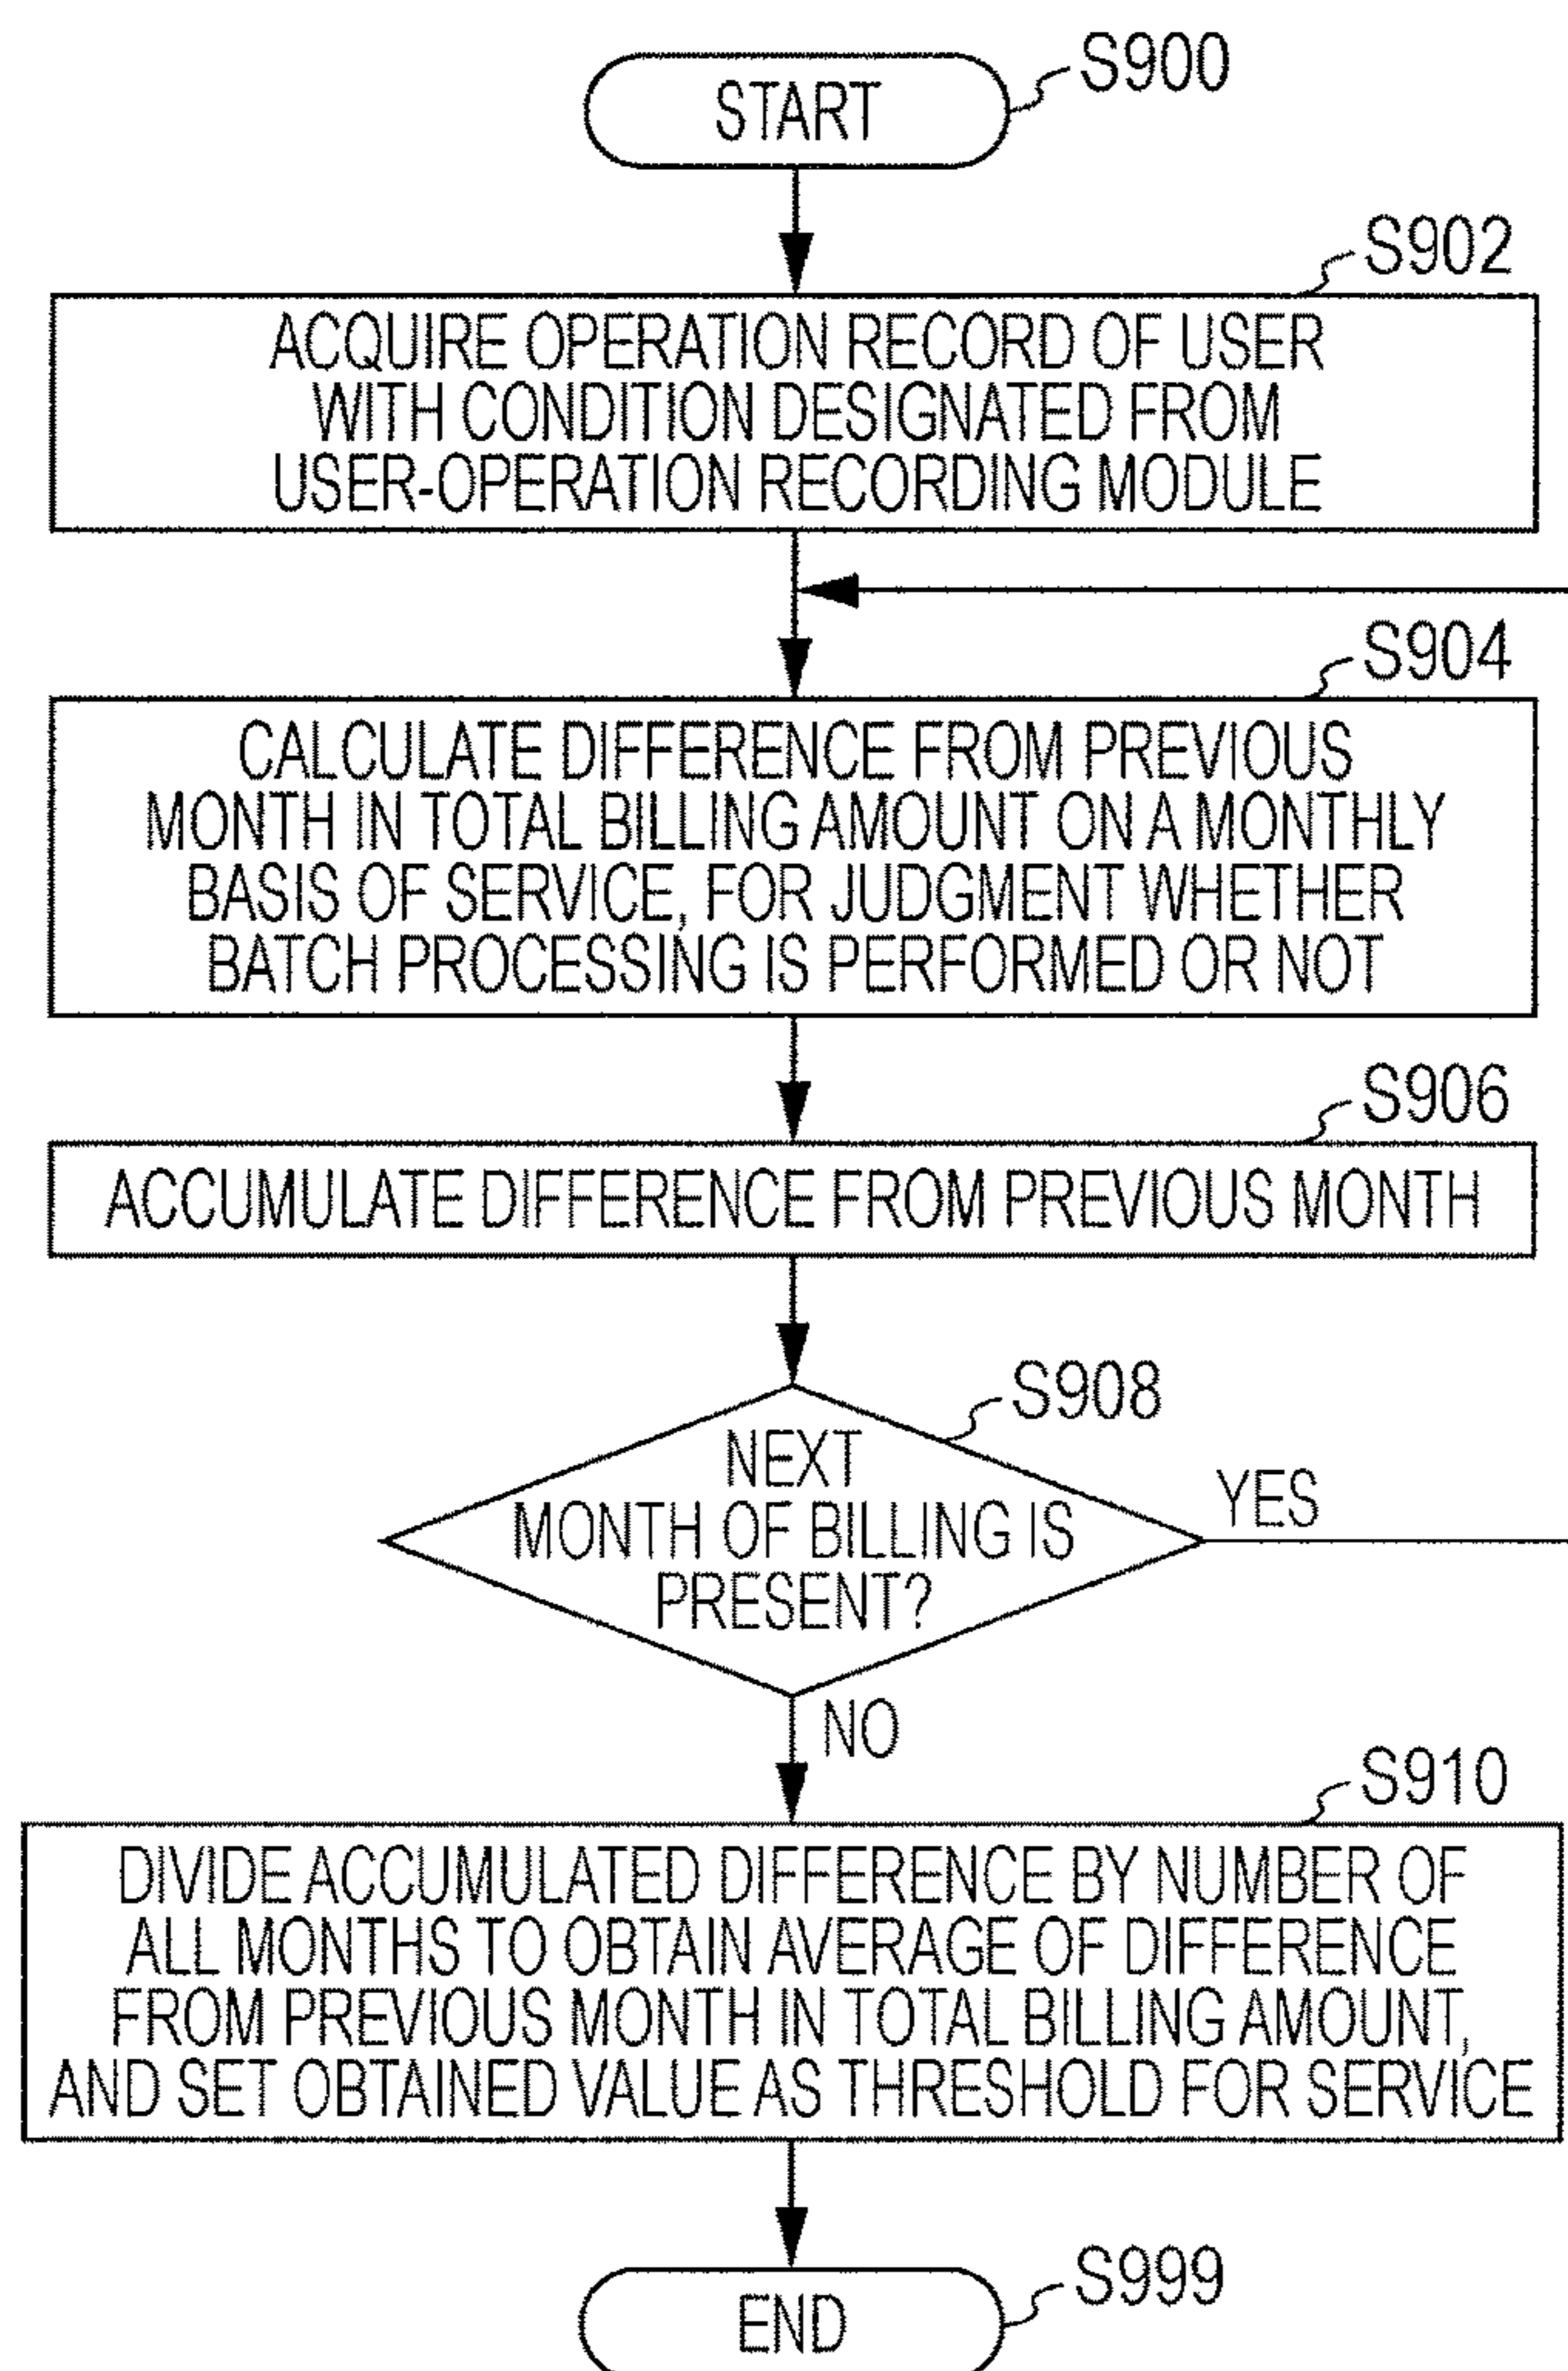 START
S900
S902
ACQUIRE OPERATION RECORD OF USER
WITH CONDITION DESIGNATED FROM
USER-OPERATION RECORDING MODULE
S904
CALCULATE DIFFERENCE FROM PREVIOUS
MONTH IN TOTAL BILLING AMOUNT ON A MONTHLY
BASIS OF SERVICE, FOR JUDGMENT WHETHER
BATCH PROCESSING IS PERFORMED OR NOT
S906
ACCUMULATE DIFFERENCE FROM PREVIOUS MONTH
S908
NEXT
MONTH OF BILLING IS
PRESENT?
YES
NO
S910
DIVIDE ACCUMULATED DIFFERENCE BY NUMBER OF
ALL MONTHS TO OBTAIN AVERAGE OF DIFFERENCE
FROM PREVIOUS MONTH IN TOTAL BILLING AMOUNT,
AND SET OBTAINED VALUE AS THRESHOLD FOR SERVICE
END
S999